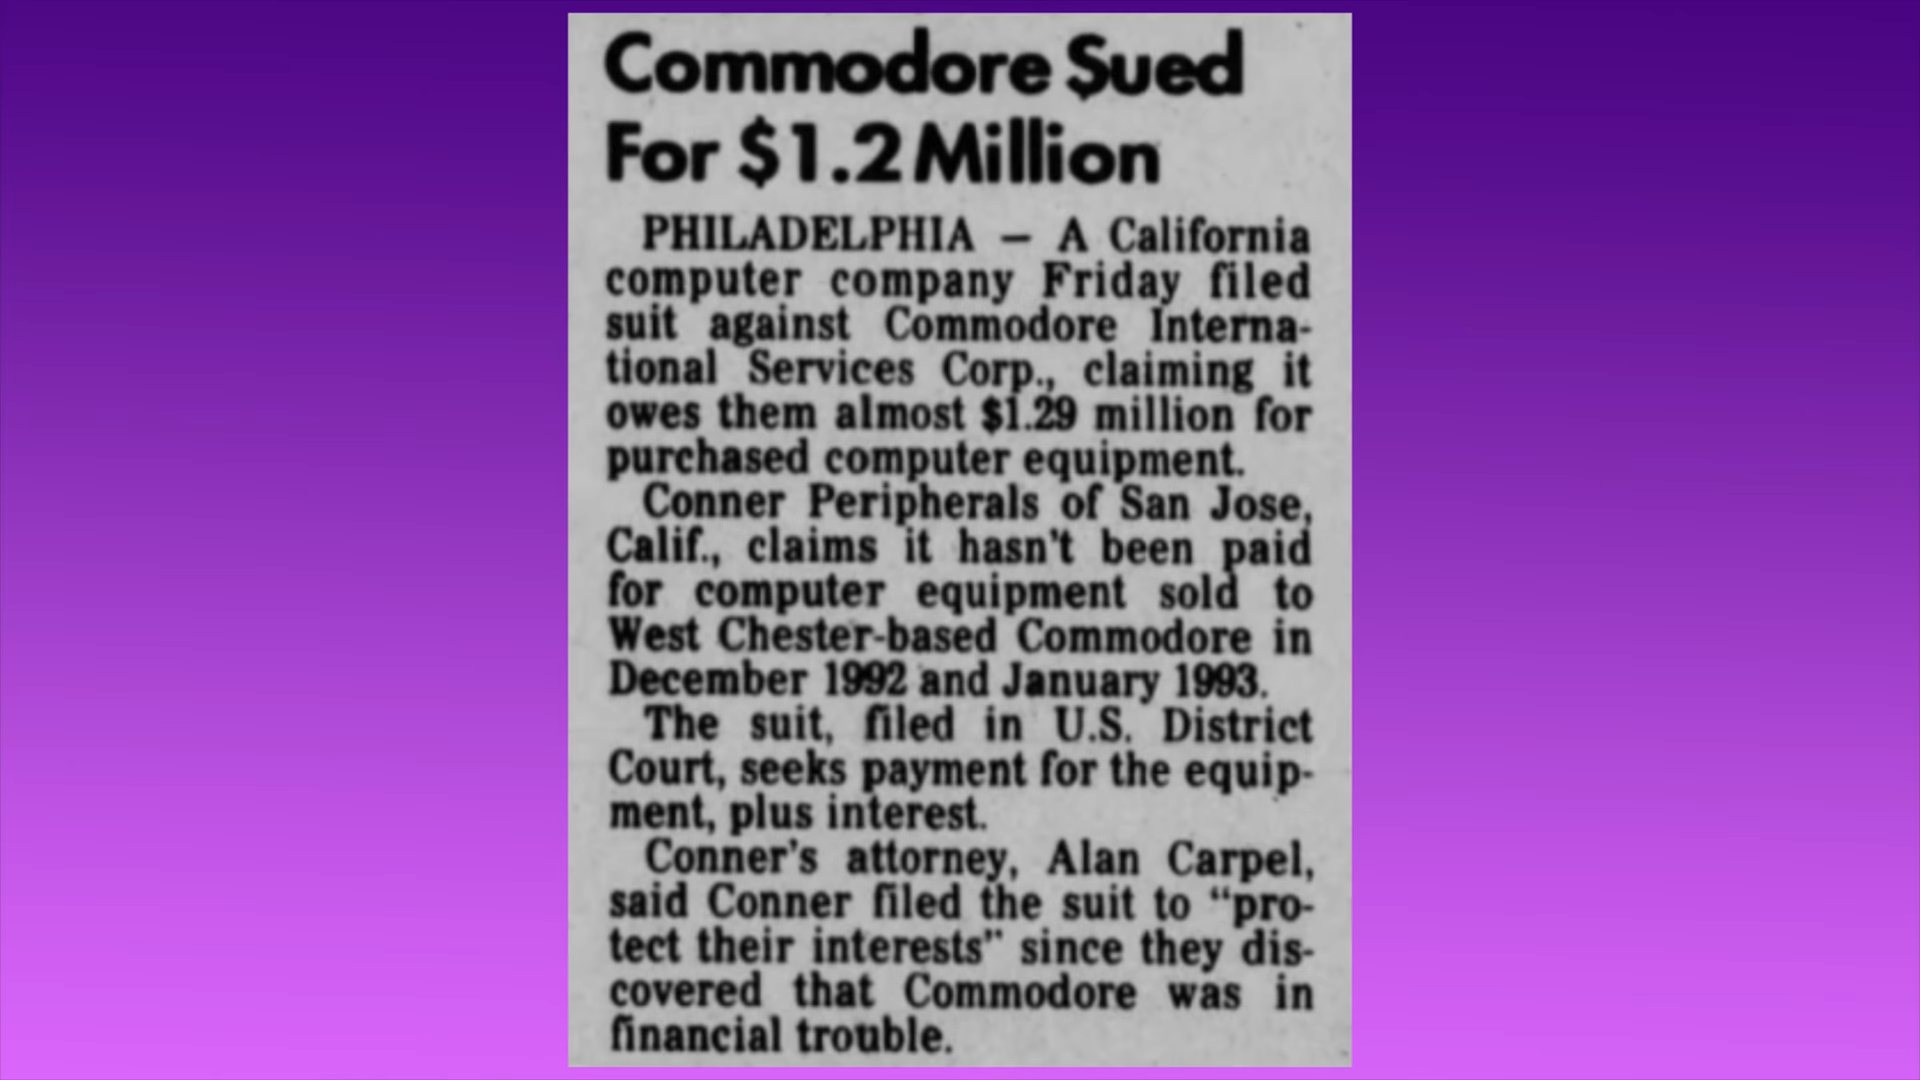 Commodore Sued
For $1.2 Million
PHILADELPHIA — A California
computer company Friday filed
suit against Commodore Interna-
tional Services Corp., claiming it
owes them almost $1.29 million for
purchased computer equipment.
Conner Peripherals of San Jose,
Calif., claims it hasn't been paid
for computer equipment sold to
West Chester-based Commodore in
December 1992 and January 1993.
The suit, filed in U.S. District
Court, seeks payment for the equip-
ment, plus interest.
Conner's attorney, Alan Carpel,
said Conner filed the suit to "pro-
tect their interests" since they dis-
covered that Commodore was in
financial trouble.